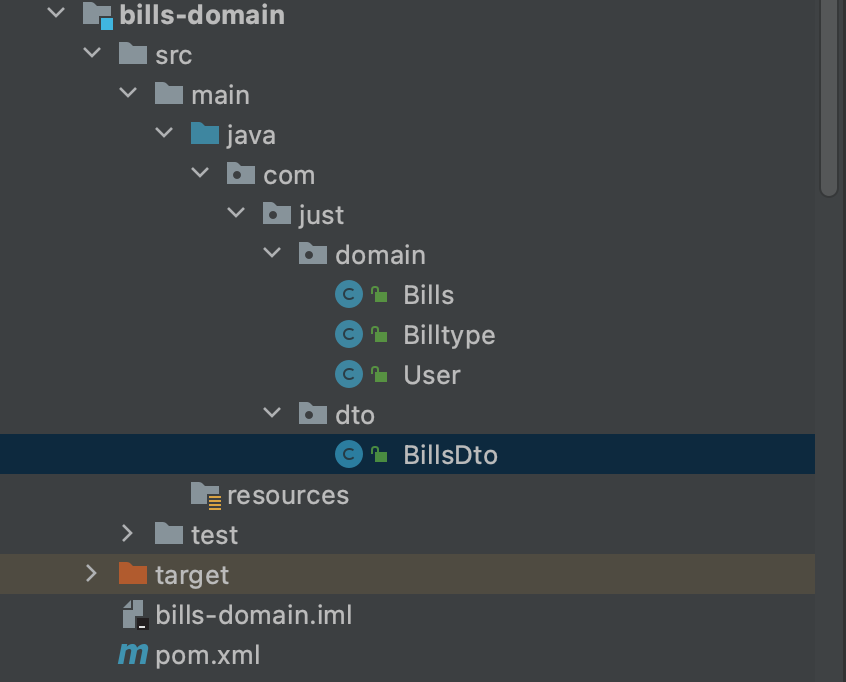 bills-domain
src
main
java
com
just
domain
C Bills
C Billtype
C User
dto
C BillsDto
resources
test
target
bills-domain.iml
m pom.xml